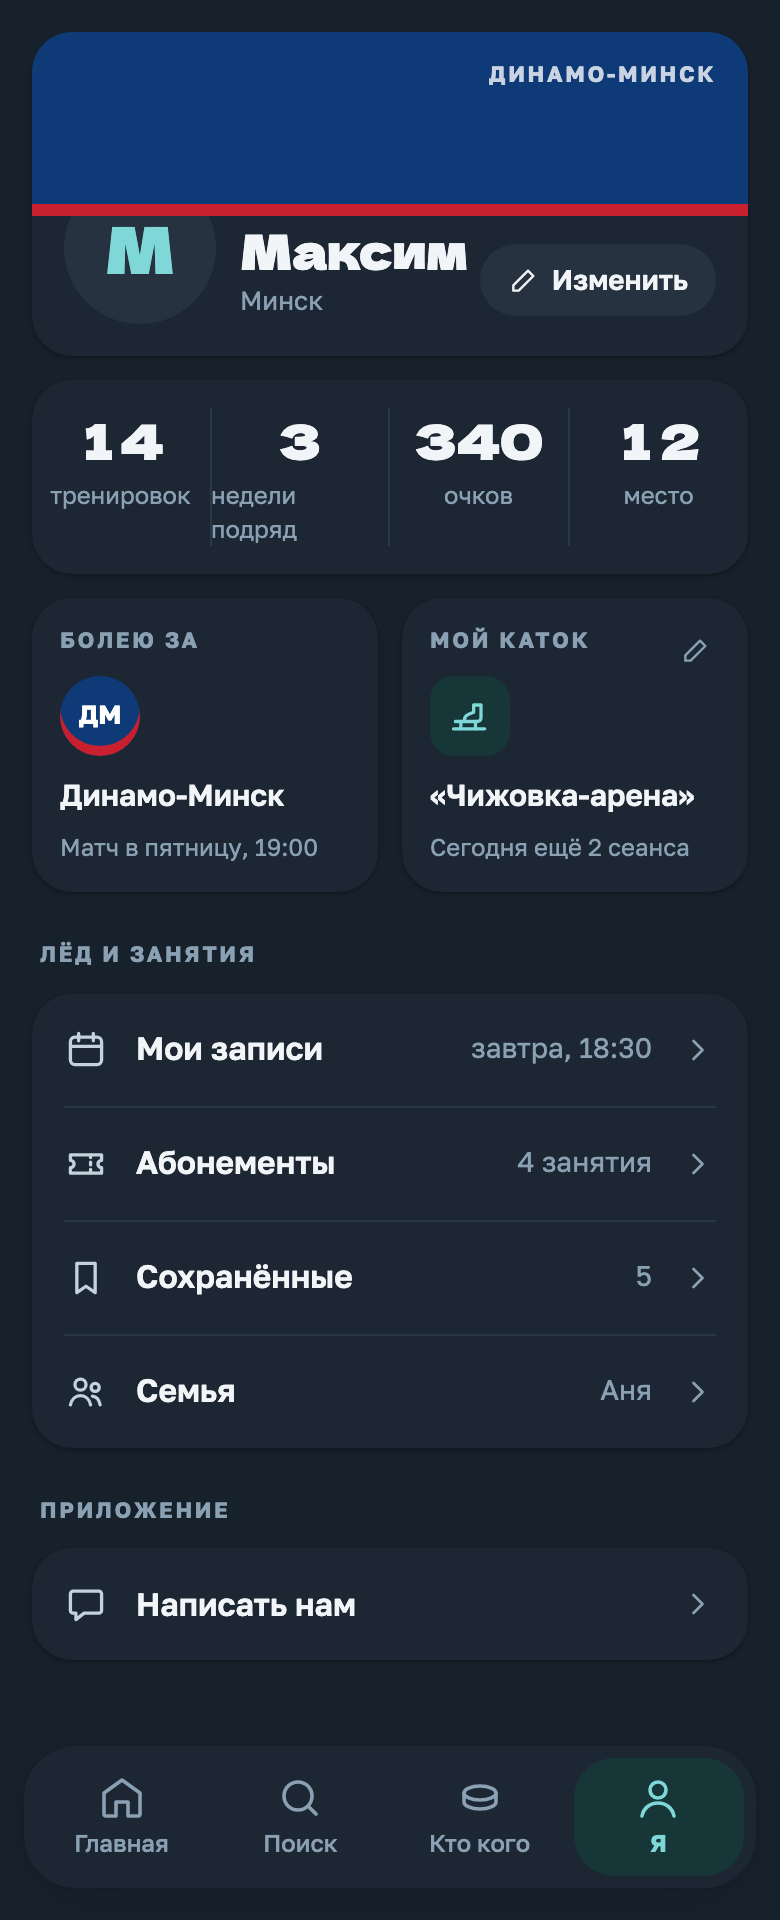 ДИНАМО-МИНСК
М
Максим
Минск
Изменить
14
тренировок
3
недели
подряд
340
очков
12
место
БОЛЕЮ ЗА
ДМ
Динамо-Минск
Матч в пятницу, 19:00
МОЙ КАТОК
«Чижовка-арена»
Сегодня ещё 2 сеанса
ЛЁД И ЗАНЯТИЯ
Мои записи завтра, 18:30
Абонементы 4 занятия
Сохранённые 5
Семья Аня
ПРИЛОЖЕНИЕ
Написать нам
Главная Поиск Кто кого Я